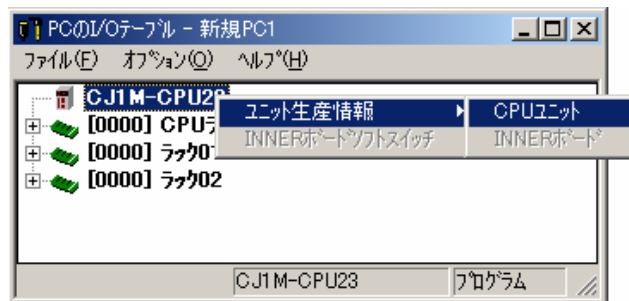 PCのI/Oテーブル - 新規PC1
ファイル(F) オプション(O) ヘルプ(H)
CJ1M-CPU2
[0000] CPUラ
[0000] ラック01
[0000] ラック02
ユニット生産情報
INNERボードソフトスイッチ
CPUユニット
INNERボード
CJ1M-CPU23
プログラム